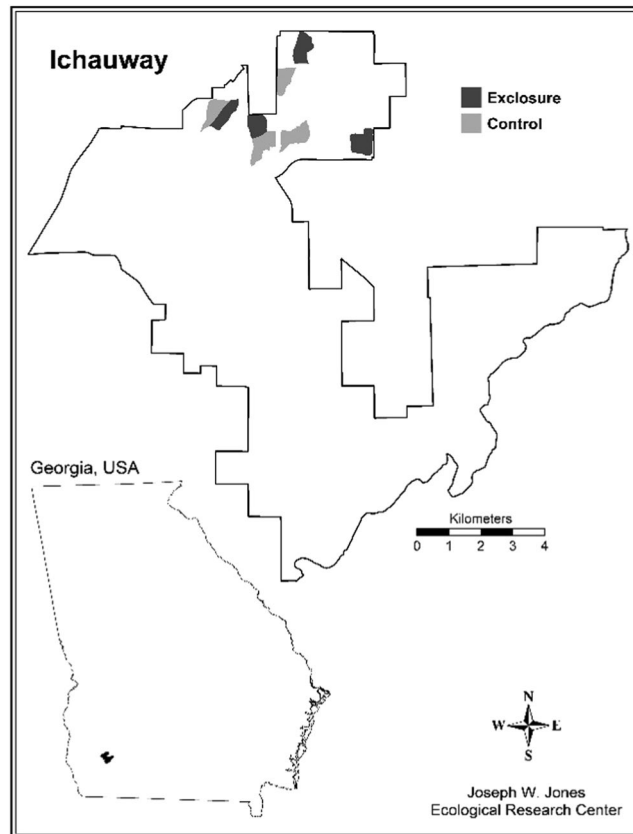 Ichauway
Exclosure
Control
Georgia, USA
Kilometers
0 1 2 3 4
N
W E
S
Joseph W. Jones
Ecological Research Center